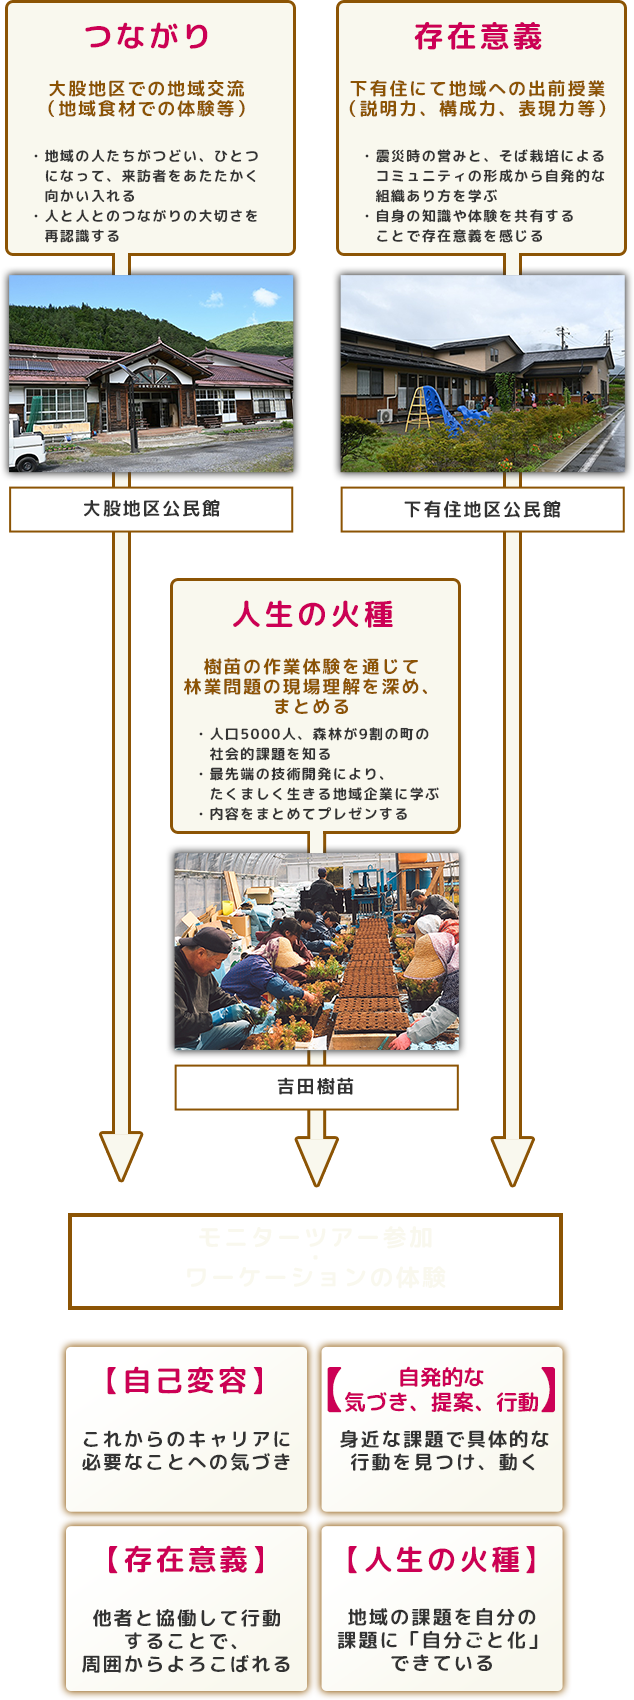 つながり
大股地区での地域交流
（地域食材での体験等）
・地域の人たちがつどい、ひとつ
になって、来訪者をあたたかく
向かい入れる
・人と人とのつながりの大切さを
再認識する
大股地区公民館
存在意義
下有住にて地域への出前授業
（説明力、構成力、表現力等）
・震災時の営みと、そば栽培による
コミュニティの形成から自発的な
組織あり方を学ぶ
・自身の知識や体験を共有する
ことで存在意義を感じる
下有住地区公民館
人生の火種
樹苗の作業体験を通じて
林業問題の現場理解を深め、
まとめる
・人口5000人、森林が9割の町の
社会的課題を知る
・最先端の技術開発により、
たくましく生きる地域企業に学ぶ
・内容をまとめてプレゼンする
吉田樹苗
モニターツアー参加
・
ワーケーションの体験
【自己変容】
これからのキャリアに
必要なことへの気づき
【自発的な
気づき、提案、行動】
身近な課題で具体的な
行動を見つけ、動く
【存在意義】
他者と協働して行動
することで、
周囲からよろこばれる
【人生の火種】
地域の課題を自分の
課題に「自分ごと化」
できている